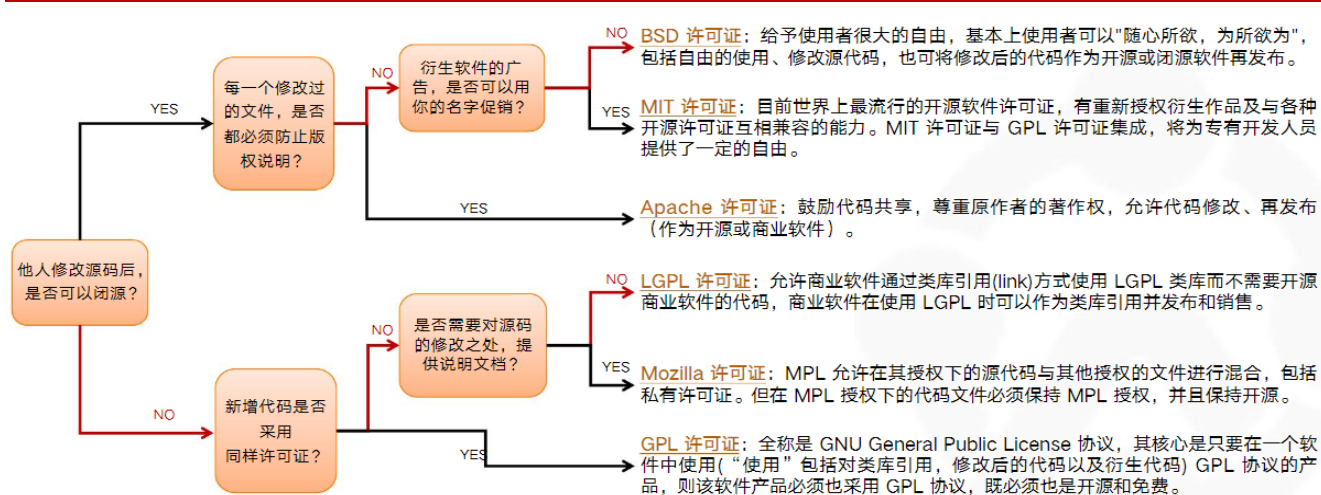 他人修改源码后，
是否可以闭源？
YES
NO
每一个修改过
的文件，是否
都必须防止版
权说明？
NO
YES
衍生软件的广
告，是否可以用
你的名字促销？
NO
YES
BSD 许可证：给予使用者很大的自由，基本上使用者可以"随心所欲，为所欲为"，
包括自由的使用、修改源代码，也可将修改后的代码作为开源或闭源软件再发布。
MIT 许可证：目前世界上最流行的开源软件许可证，有重新授权衍生作品及与各种
开源许可证互相兼容的能力。MIT 许可证与 GPL 许可证集成，将为专有开发人员
提供了一定的自由。
Apache 许可证：鼓励代码共享，尊重原作者的著作权，允许代码修改、再发布
（作为开源或商业软件）。
新增代码是否
采用
同样许可证？
NO
YES
是否需要对源码
的修改之处，提
供说明文档？
NO
YES
LGPL 许可证：允许商业软件通过类库引用(link)方式使用 LGPL 类库而不需要开源
商业软件的代码，商业软件在使用 LGPL 时可以作为类库引用并发布和销售。
Mozilla 许可证：MPL 允许在其授权下的源代码与其他授权的文件进行混合，包括
私有许可证。但在 MPL 授权下的代码文件必须保持 MPL 授权，并且保持开源。
GPL 许可证：全称是 GNU General Public License 协议，其核心是只要在一个软
件中使用(“使用”包括对类库引用，修改后的代码以及衍生代码) GPL 协议的产
品，则该软件产品必须也采用 GPL 协议，既必须也是开源和免费。